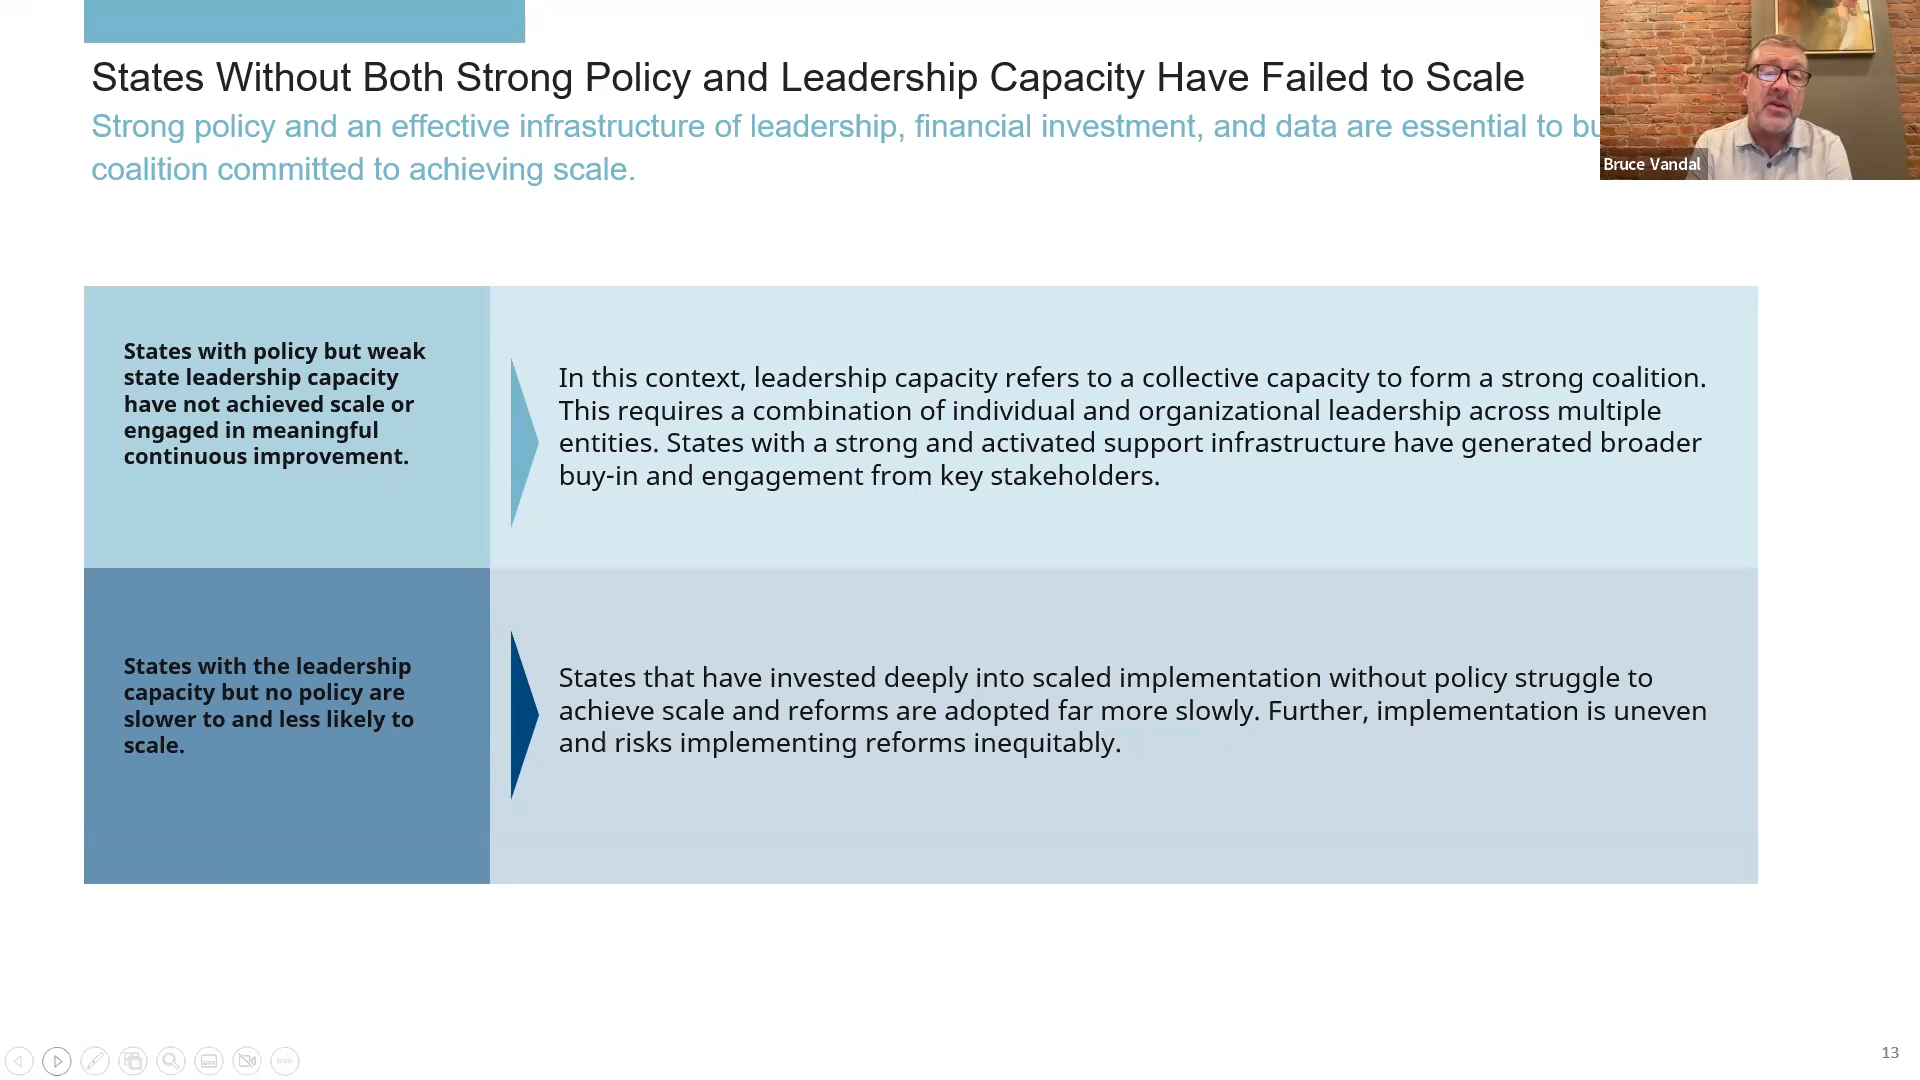 States Without Both Strong Policy and Leadership Capacity Have Failed to Scale
Strong policy and an effective infrastructure of leadership, financial investment, and data are essential to
coalition committed to achieving scale.
Bruce Vandal
States with policy but weak
state leadership capacity
have not achieved scale or
engaged in meaningful
continuous improvement.
In this context, leadership capacity refers to a collective capacity to form a strong coalition.
This requires a combination of individual and organizational leadership across multiple
entities. States with a strong and activated support infrastructure have generated broader
buy-in and engagement from key stakeholders.
States with the leadership
capacity but no policy are
slower to and less likely to
scale.
States that have invested deeply into scaled implementation without policy struggle to
achieve scale and reforms are adopted far more slowly. Further, implementation is uneven
and risks implementing reforms inequitably.
13